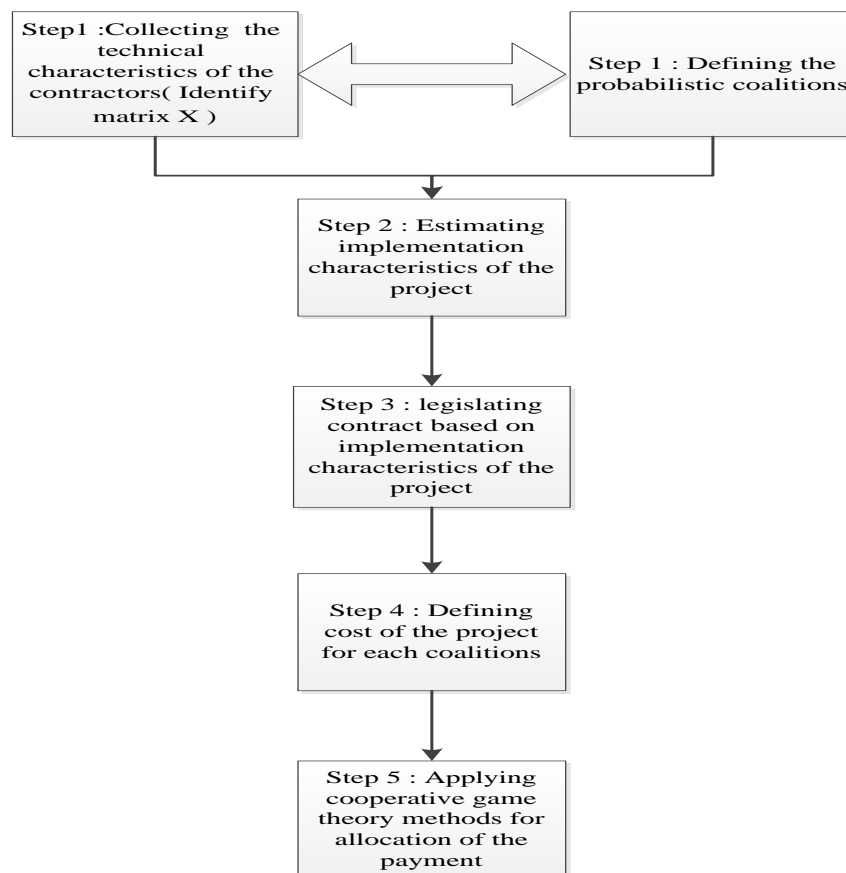 Step1 :Collecting the
technical
characteristics of the
contractors( Identify
matrix X )
Step 1 : Defining the
probabilistic coalitions
Step 2 : Estimating
implementation
characteristics of the
project
Step 3 : legislating
contract based on
implementation
characteristics of the
project
Step 4 : Defining
cost of the project
for each coalitions
Step 5 : Applying
cooperative game
theory methods for
allocation of the
payment